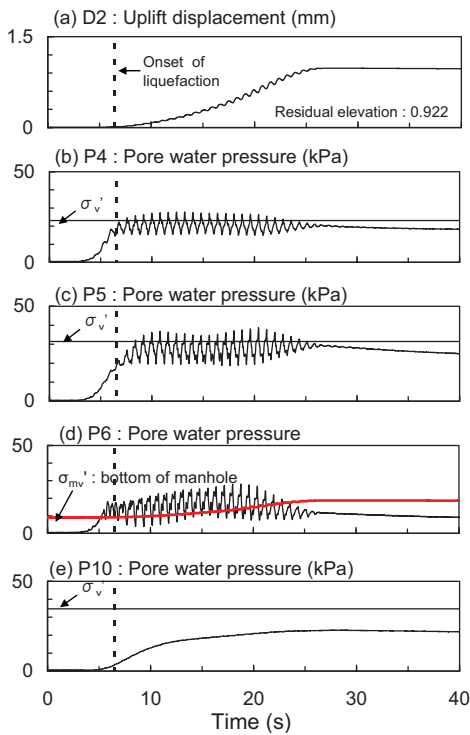 (a) D2 : Uplift displacement (mm)
1.5
Onset of
liquefaction
Residual elevation : 0.922
0
(b) P4 : Pore water pressure (kPa)
50
σv'
0
(c) P5 : Pore water pressure (kPa)
50
σv'
0
(d) P6 : Pore water pressure
50
σmv' : bottom of manhole
0
(e) P10 : Pore water pressure (kPa)
50
σv'
0
0 10 20 30 40
Time (s)